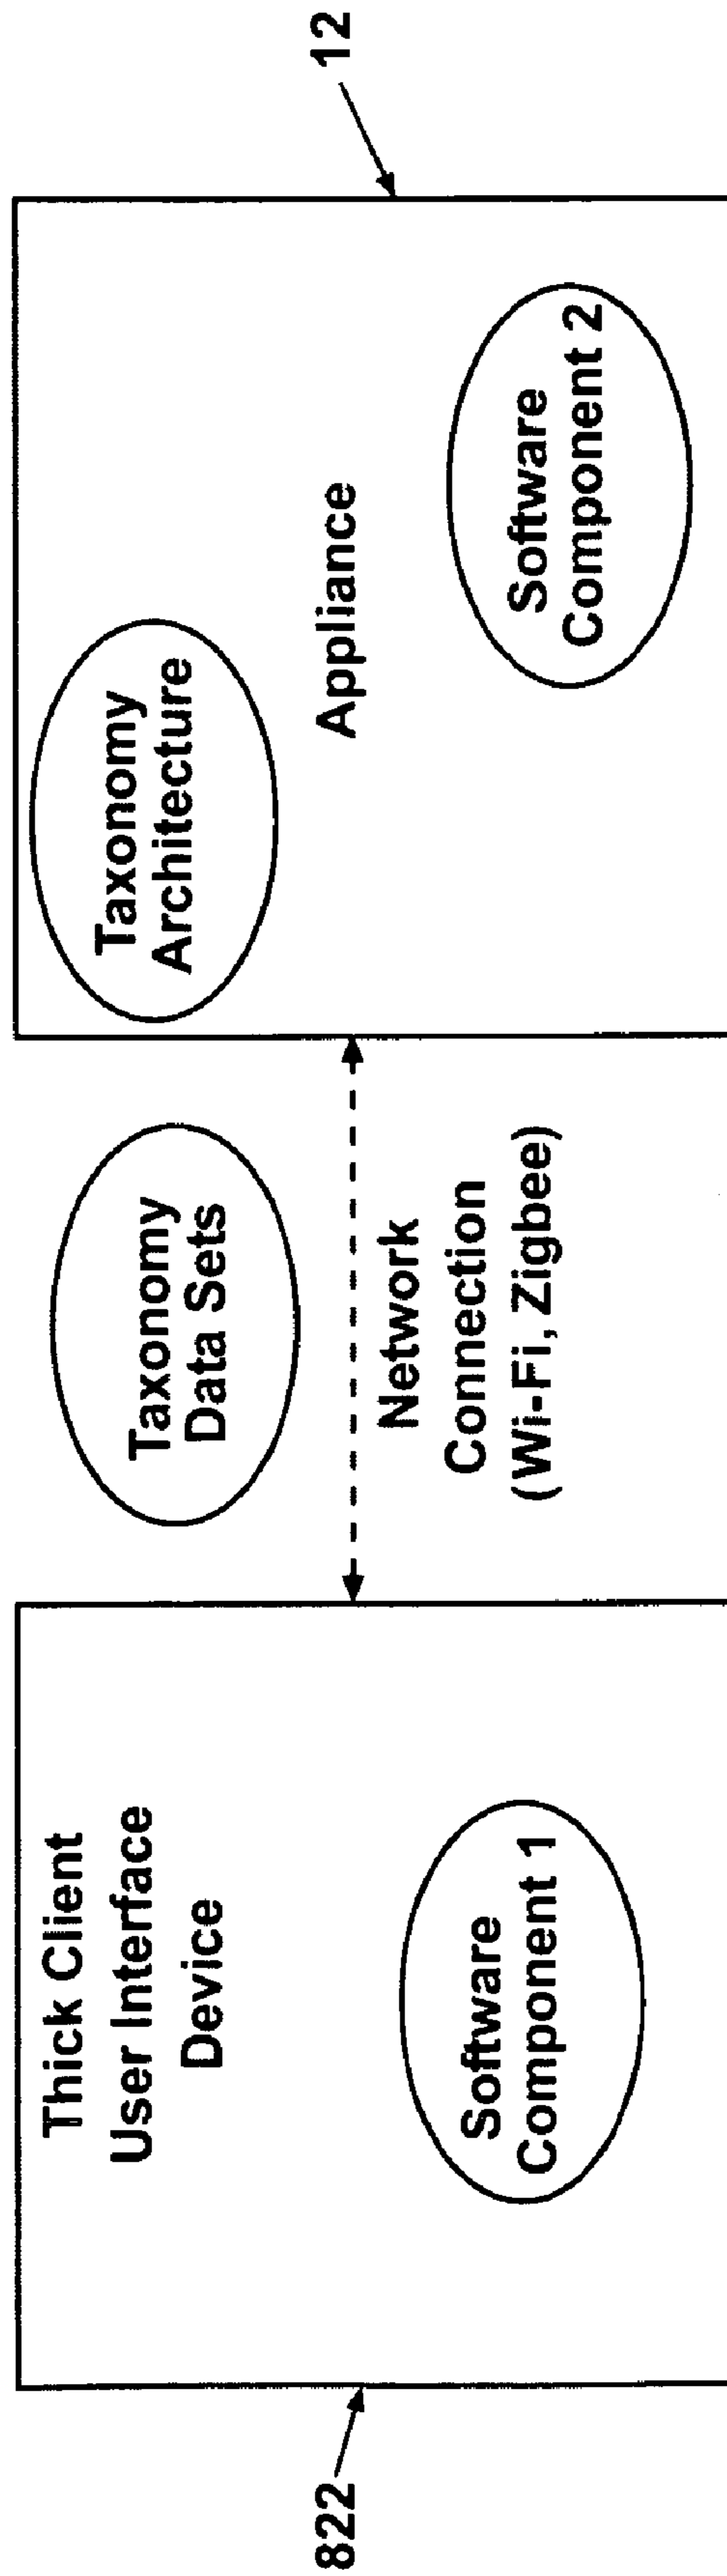 822
Thick Client
User Interface
Device
Software
Component 1
Taxonomy
Data Sets
Network
Connection
(Wi-Fi, Zigbee)
Taxonomy
Architecture
Appliance
Software
Component 2
12